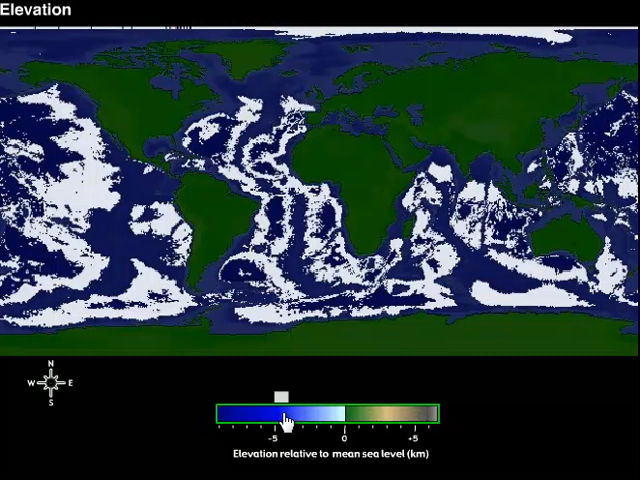 Elevation
N
W E
S
-5 0 +5
Elevation relative to mean sea level (km)